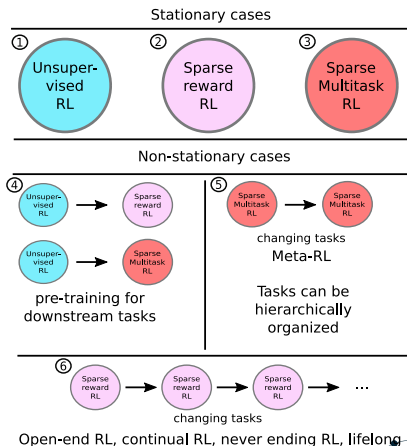 Stationary cases
1 2 3
Unsuper-
vised
RL
Sparse
reward
RL
Sparse
Multitask
RL
Non-stationary cases
4
Unsuper-
vised
RL
Sparse
reward
RL
Unsuper-
vised
RL
Sparse
Multitask
RL
pre-training for
downstream tasks
5
Sparse
Multitask
RL
Sparse
Multitask
RL
changing tasks
Meta-RL
Tasks can be
hierarchically
organized
6
Sparse
reward
RL
Sparse
reward
RL
Sparse
reward
RL
...
changing tasks
Open-end RL, continual RL, never ending RL, lifelong